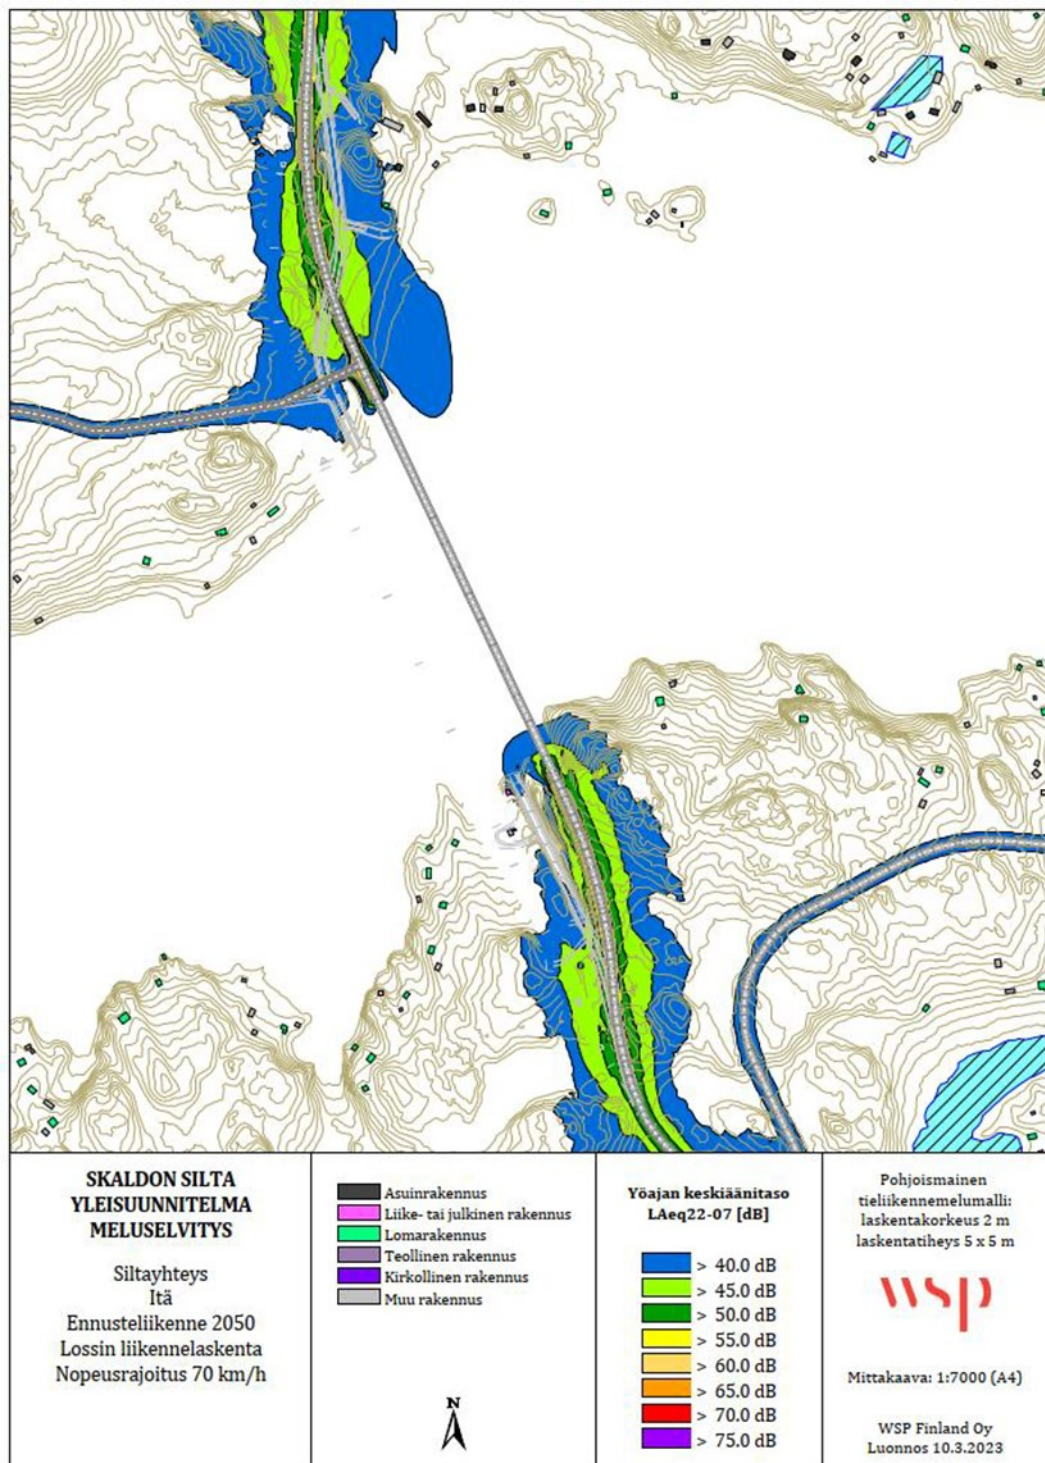 SKALDON SILTA
YLEISUUNNITELMA
MELUSELVITYS
Siltayhteys
Itä
Ennusteliikenne 2050
Lossin liikennelaskenta
Nopeusrajoitus 70 km/h
Asuinrakennus
Liike- tai julkinen rakennus
Lomarakennus
Teollinen rakennus
Kirkollinen rakennus
Muu rakennus
N
Yöajan keskiäänitaso
LAeq22-07 [dB]
> 40.0 dB
> 45.0 dB
> 50.0 dB
> 55.0 dB
> 60.0 dB
> 65.0 dB
> 70.0 dB
> 75.0 dB
Pohjoismainen
tieliikennemelumalli:
laskentakorkeus 2 m
laskentatiheys 5 x 5 m
wsp
Mittakaava: 1:7000 (A4)
WSP Finland Oy
Luonnos 10.3.2023